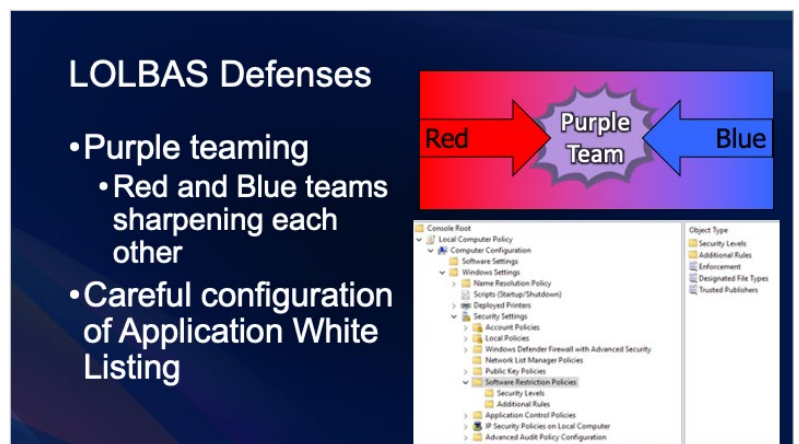 LOLBAS Defenses
•Purple teaming
•Red and Blue teams
sharpening each
other
•Careful configuration
of Application White
Listing
Red
Purple
Team
Blue
Console Root
Local Computer Policy
Computer Configuration
Software Settings
Windows Settings
Name Resolution Policy
Scripts (Startup/Shutdown)
Deployed Printers
Security Settings
Account Policies
Local Policies
Windows Defender Firewall with Advanced Security
Network List Manager Policies
Public Key Policies
Software Restriction Policies
Security Levels
Additional Rules
Application Control Policies
IP Security Policies on Local Computer
Advanced Audit Policy Configuration
Object Type
Security Levels
Additional Rules
Enforcement
Designated File Types
Trusted Publishers